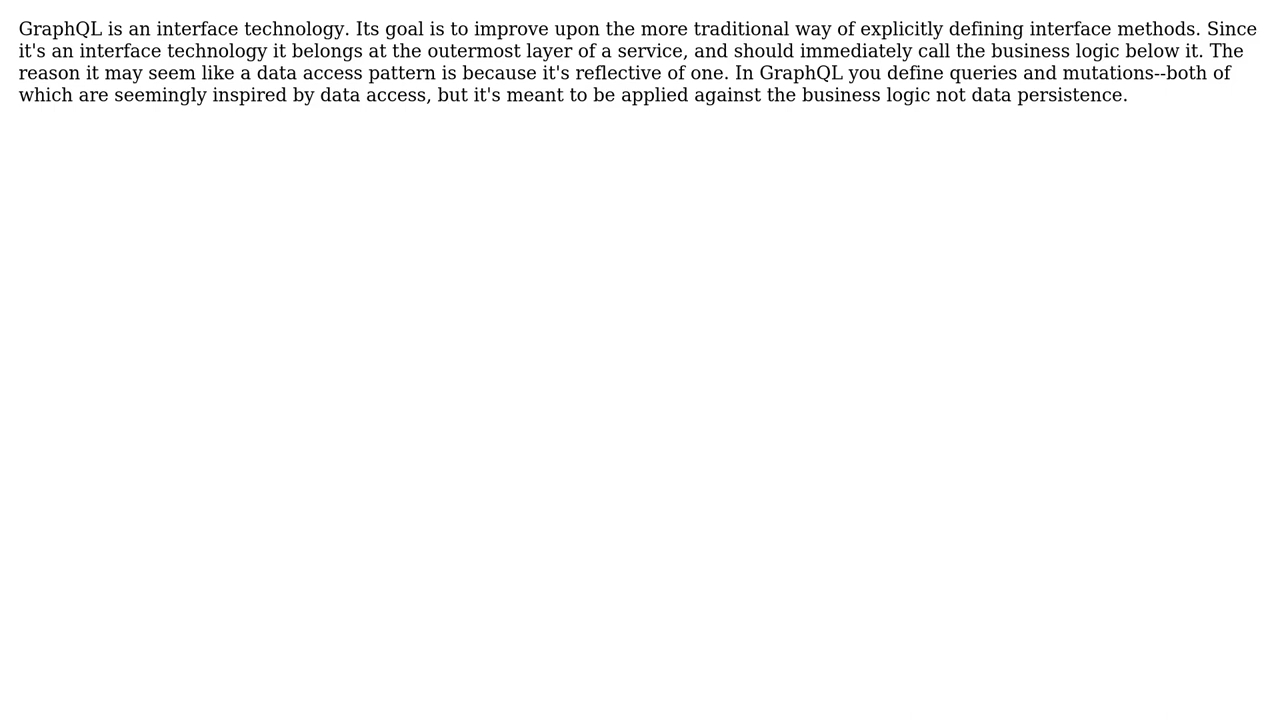 GraphQL is an interface technology. Its goal is to improve upon the more traditional way of explicitly defining interface methods. Since
it's an interface technology it belongs at the outermost layer of a service, and should immediately call the business logic below it. The
reason it may seem like a data access pattern is because it's reflective of one. In GraphQL you define queries and mutations--both of
which are seemingly inspired by data access, but it's meant to be applied against the business logic not data persistence.